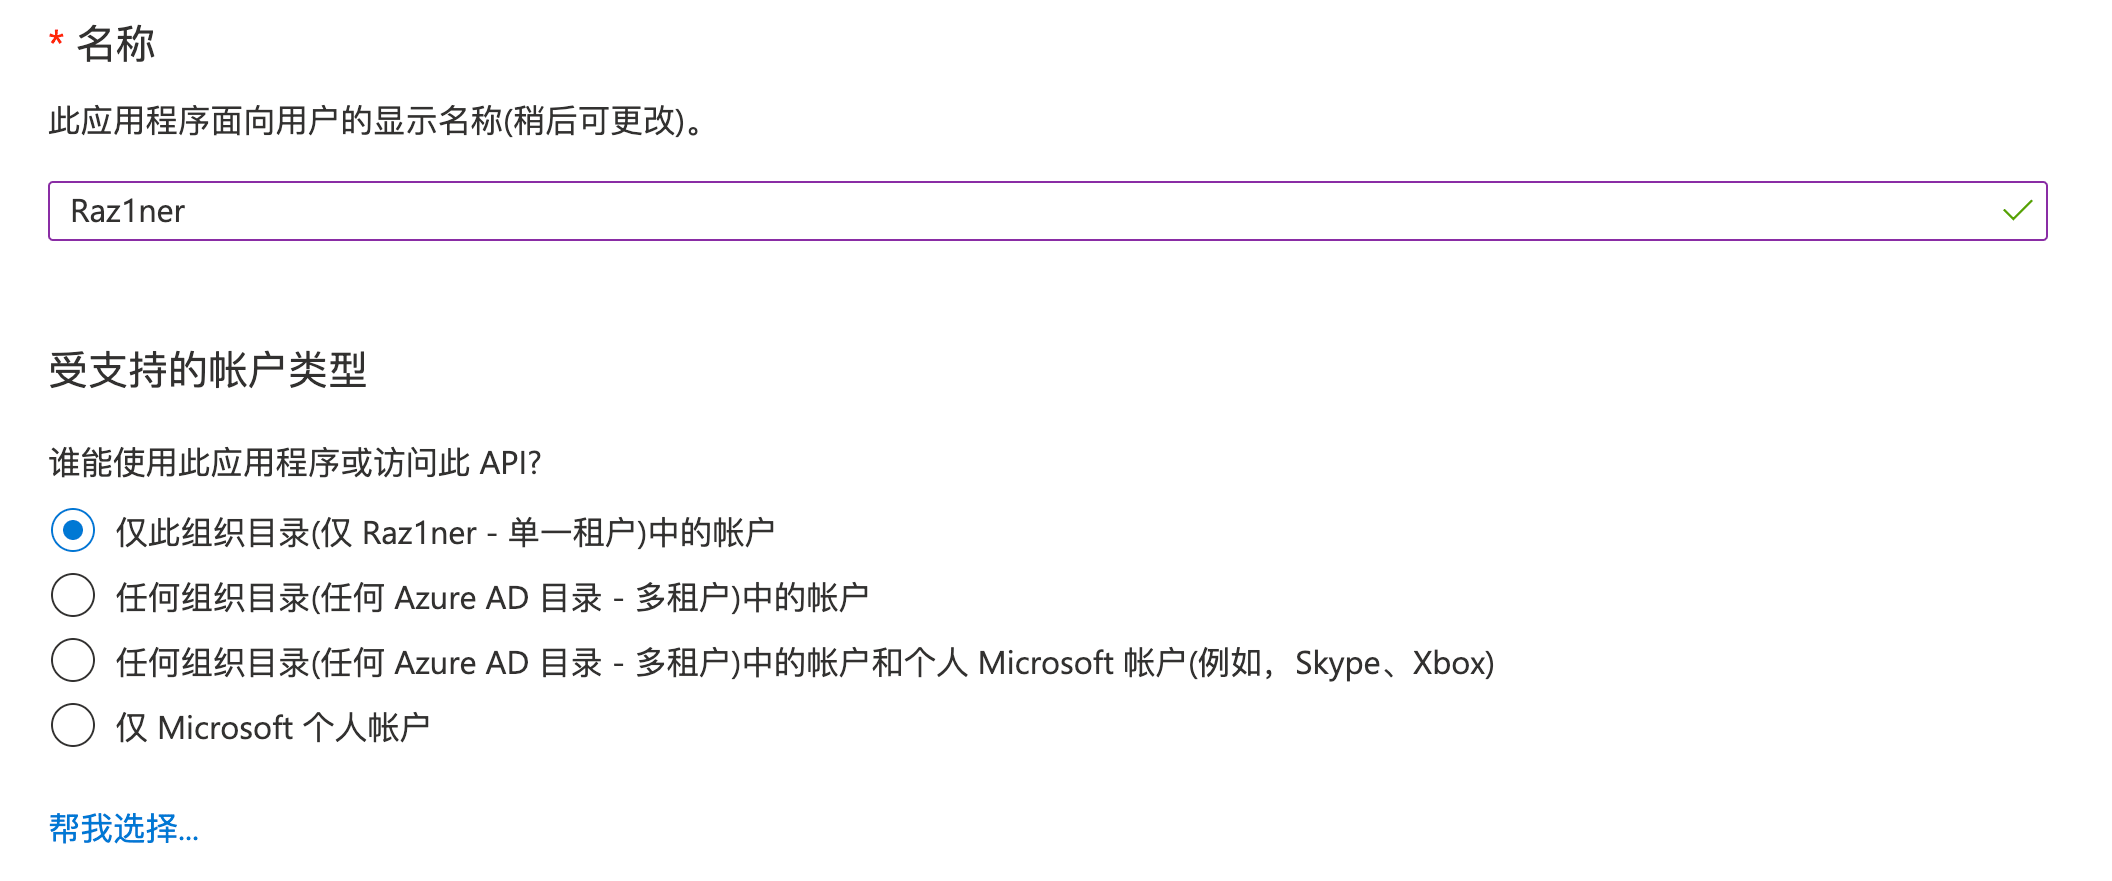 * 名称
此应用程序面向用户的显示名称(稍后可更改)。
Raz1ner
受支持的帐户类型
谁能使用此应用程序或访问此 API?
仅此组织目录(仅 Raz1ner - 单一租户)中的帐户
任何组织目录(任何 Azure AD 目录 - 多租户)中的帐户
任何组织目录(任何 Azure AD 目录 - 多租户)中的帐户和个人 Microsoft 帐户(例如，Skype、Xbox)
仅 Microsoft 个人帐户
帮我选择...